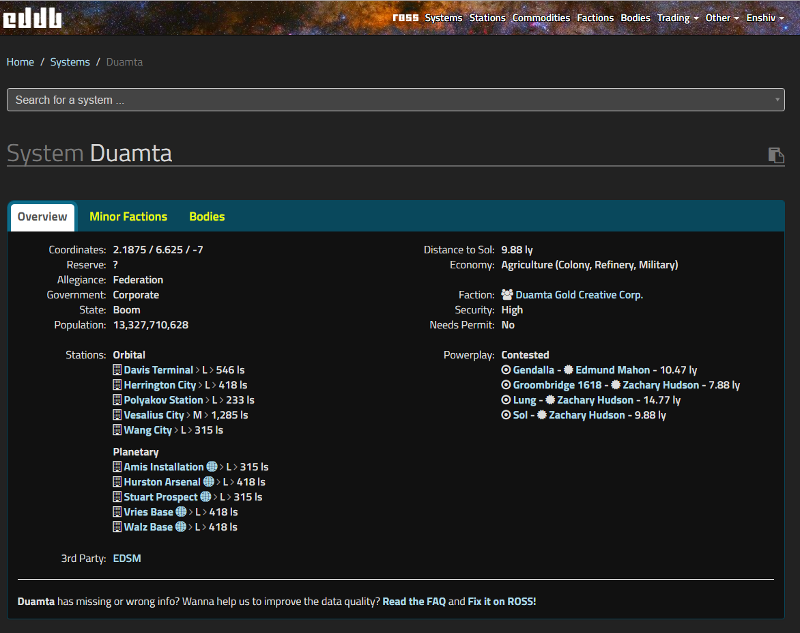 eddb
ROSS Systems Stations Commodities Factions Bodies Trading Other Enshiv
Home / Systems / Duamta
Search for a system ...
System Duamta
Overview Minor Factions Bodies
Coordinates: 2.1875 / 6.625 / -7 Distance to Sol: 9.88 ly
Reserve: ? Economy: Agriculture (Colony, Refinery, Military)
Allegiance: Federation
Government: Corporate Faction: Duamta Gold Creative Corp.
State: Boom Security: High
Population: 13,327,710,628 Needs Permit: No
Stations: Orbital Powerplay: Contested
Davis Terminal > L > 546 ls Gendalla - Edmund Mahon - 10.47 ly
Herrington City > L > 418 ls Groombridge 1618 - Zachary Hudson - 7.88 ly
Polyakov Station > L > 233 ls Lung - Zachary Hudson - 14.77 ly
Vesalius City > M > 1,285 ls Sol - Zachary Hudson - 9.88 ly
Wang City > L > 315 ls
Planetary
Amis Installation > L > 315 ls
Hurston Arsenal > L > 418 ls
Stuart Prospect > L > 315 ls
Vries Base > L > 418 ls
Walz Base > L > 418 ls
3rd Party: EDSM
Duamta has missing or wrong info? Wanna help us to improve the data quality? Read the FAQ and Fix it on ROSS!